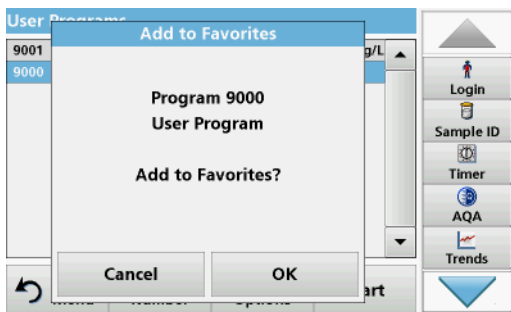 User Programs
Add to Favorites
9001
g/L
9000
Program 9000
User Program
Add to Favorites?
Cancel
OK
Login
Sample ID
Timer
AQA
Trends